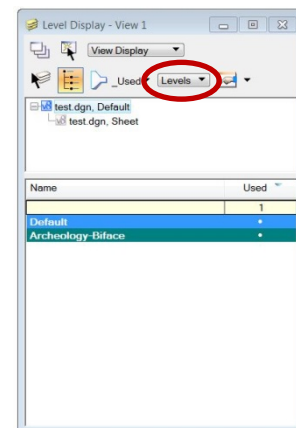 Level Display - View 1
View Display
_Used Levels
test.dgn, Default
test.dgn, Sheet
Name Used
1
Default •
Archeology-Biface •